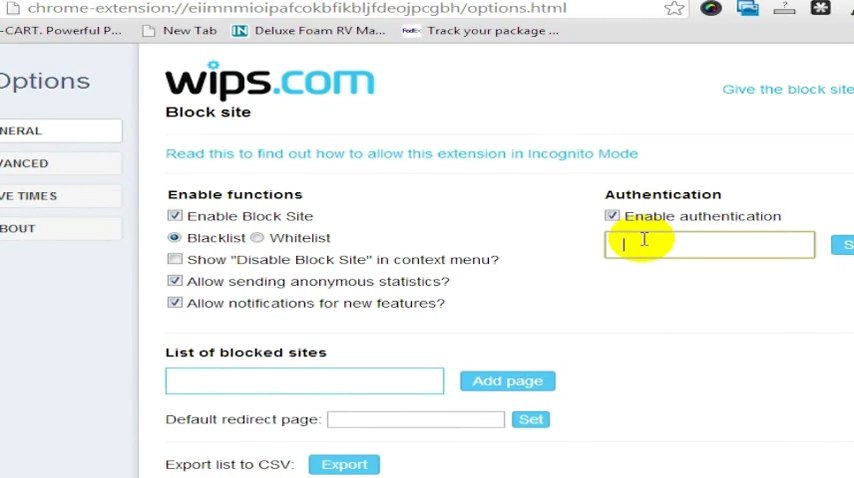 chrome-extension://eiimnmioipafcokbfikbljfdeojpcgbh/options.html
-CART. Powerful P... New Tab Deluxe Foam RV Ma... FedEx Track your package ...
Options
wips.com
Block site
Give the block site
NERAL
VANCED
VE TIMES
BOUT
Read this to find out how to allow this extension in Incognito Mode
Enable functions
Authentication
Enable Block Site
Enable authentication
Blacklist Whitelist
S
Show "Disable Block Site" in context menu?
Allow sending anonymous statistics?
Allow notifications for new features?
List of blocked sites
Add page
Default redirect page: Set
Export list to CSV: Export